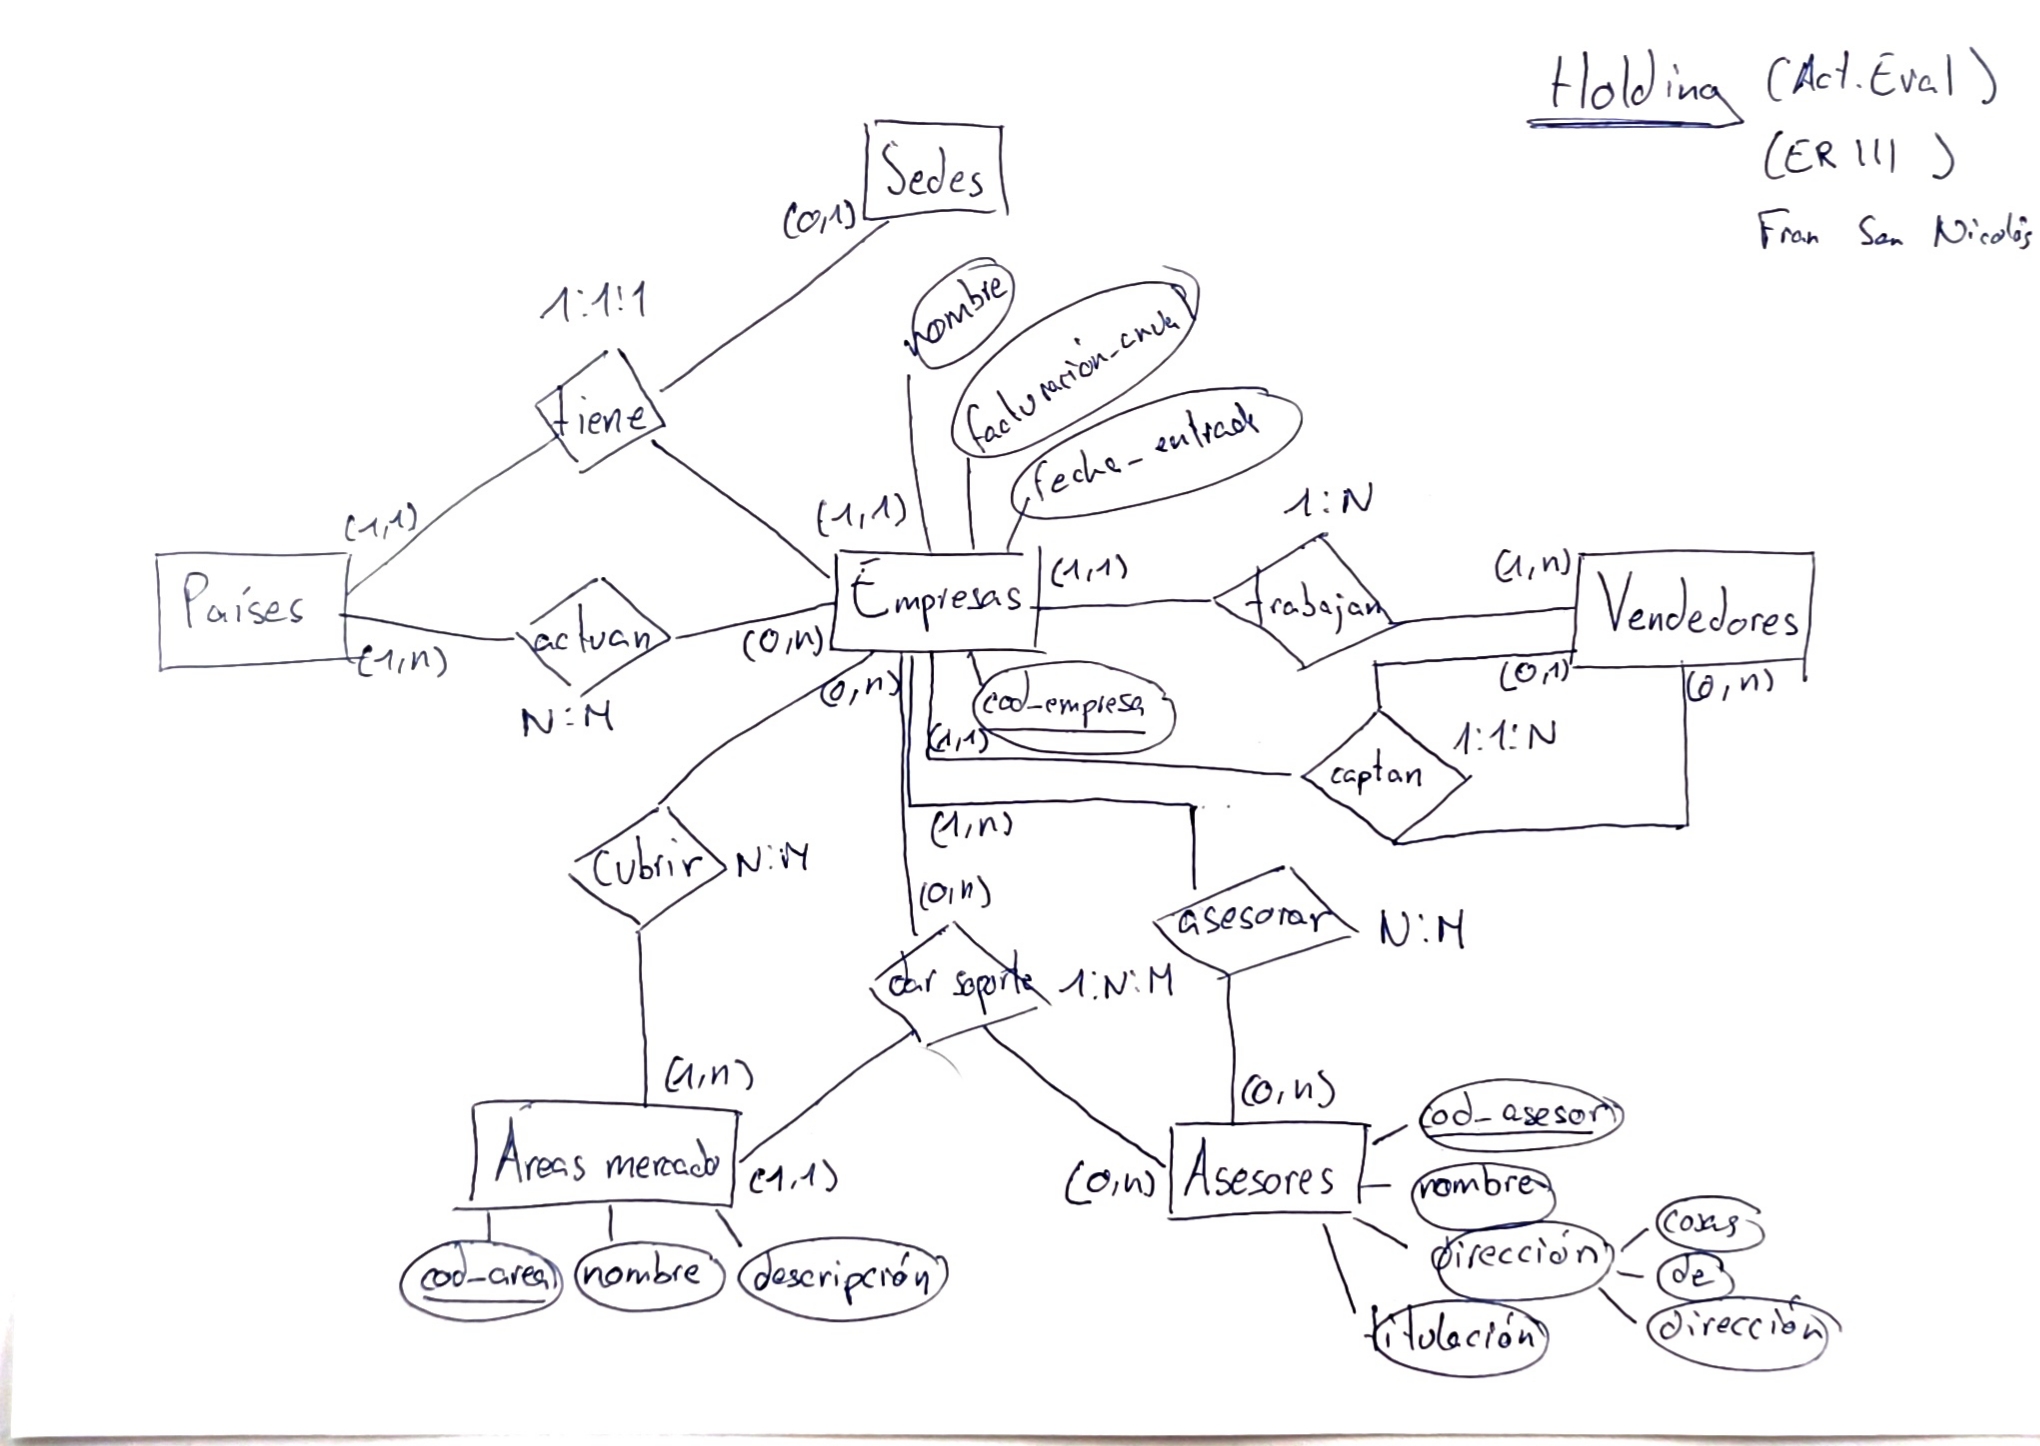 Holding (Act. Eval)
(ER III)
Fran San Nicolás
Sedes
(0,1)
1:1:1
tiene
nombre
facturación_anual
fecha_entrada
(1,1)
(1,1)
Países
(1,n)
actuan
N:M
(0,n)
Empresas
(1,1)
1:N
trabajan
(1,n)
Vendedores
(0,1)
(0,n)
(0,n)
cod_empresa
(1,1)
captan
1:1:N
(1,n)
Cubrir
N:M
(0,n)
asesorar
N:M
dar soporte
1:N:M
(1,n)
(0,n)
Áreas mercado
(1,1)
(0,n)
Asesores
cod_asesor
nombre
dirección
cosas
de
dirección
titulación
cod_area
nombre
descripción